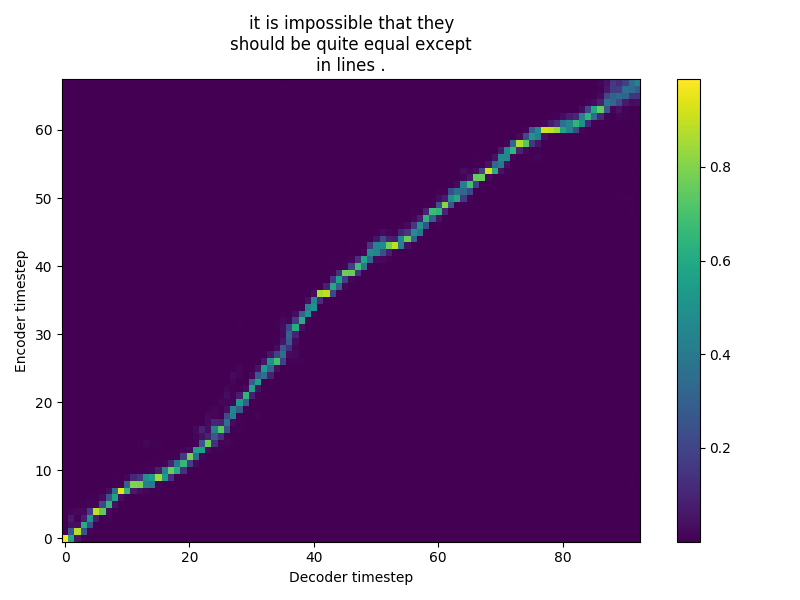 it is impossible that they
should be quite equal except
in lines .
60
50
40
30
20
10
0
Encoder timestep
0 20 40 60 80
Decoder timestep
0.8
0.6
0.4
0.2